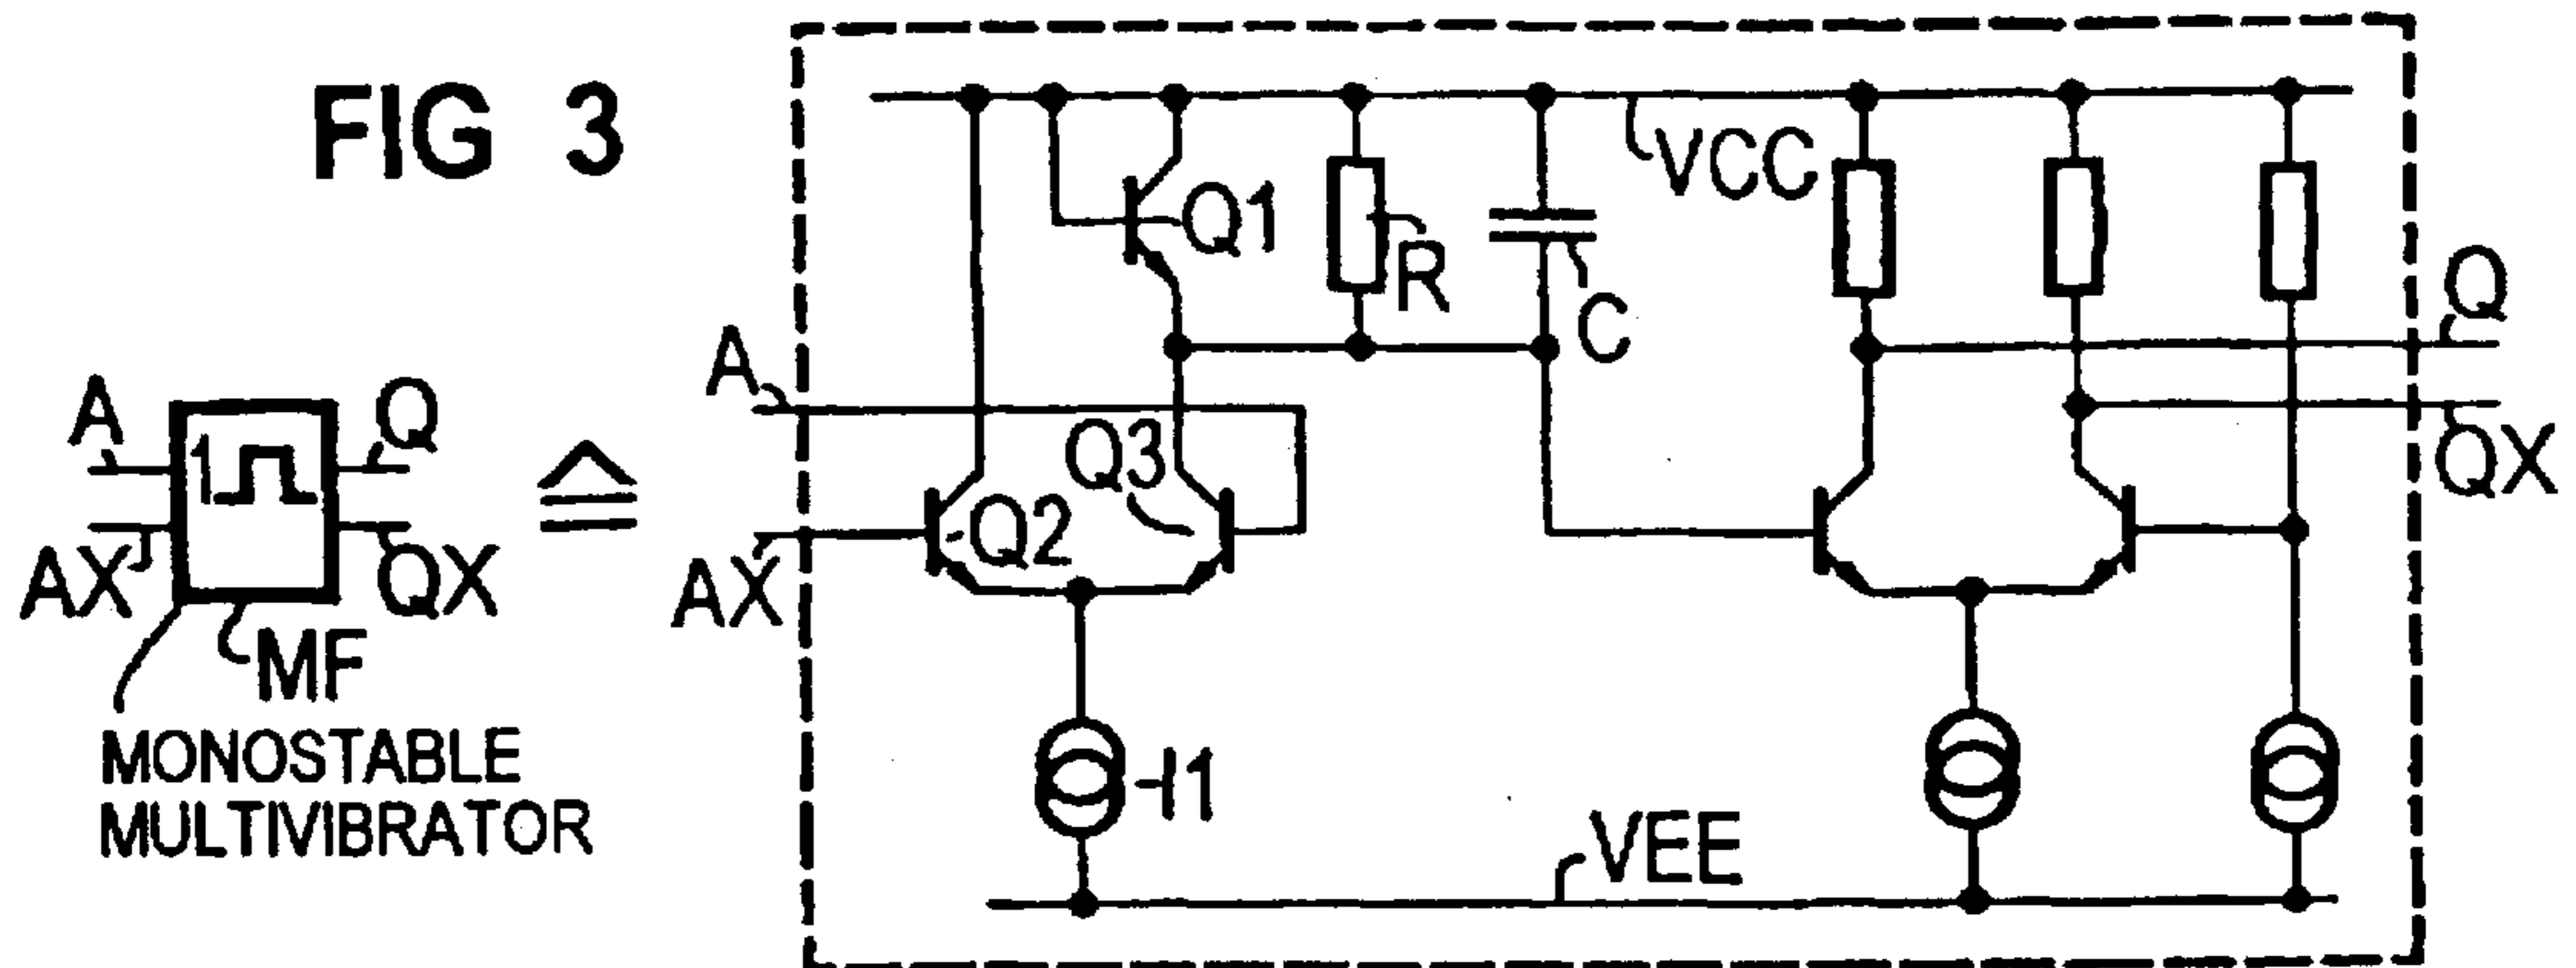 FIG 3
A
AX
1
Q
QX
MF
MONOSTABLE
MULTIVIBRATOR
A
AX
Q1
R
C
VCC
Q2
Q3
I1
VEE
Q
QX